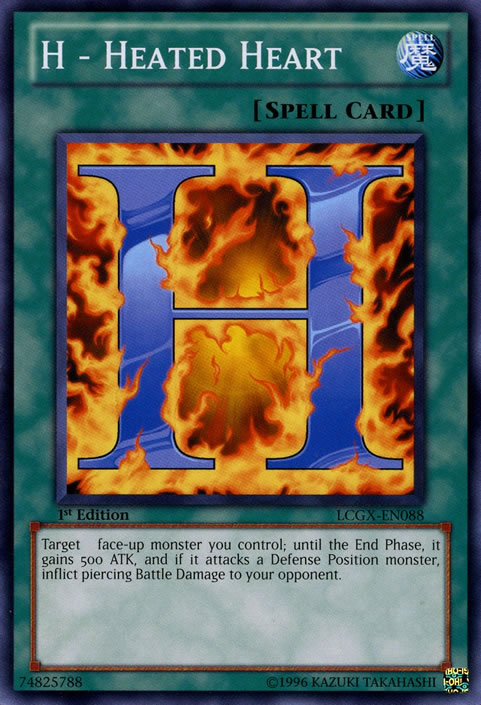 H - Heated Heart
SPELL
魔
[Spell Card]
H
1st Edition
LCGX-EN088
Target face-up monster you control; until the End Phase, it
gains 500 ATK, and if it attacks a Defense Position monster,
inflict piercing Battle Damage to your opponent.
74825788
©1996 KAZUKI TAKAHASHI